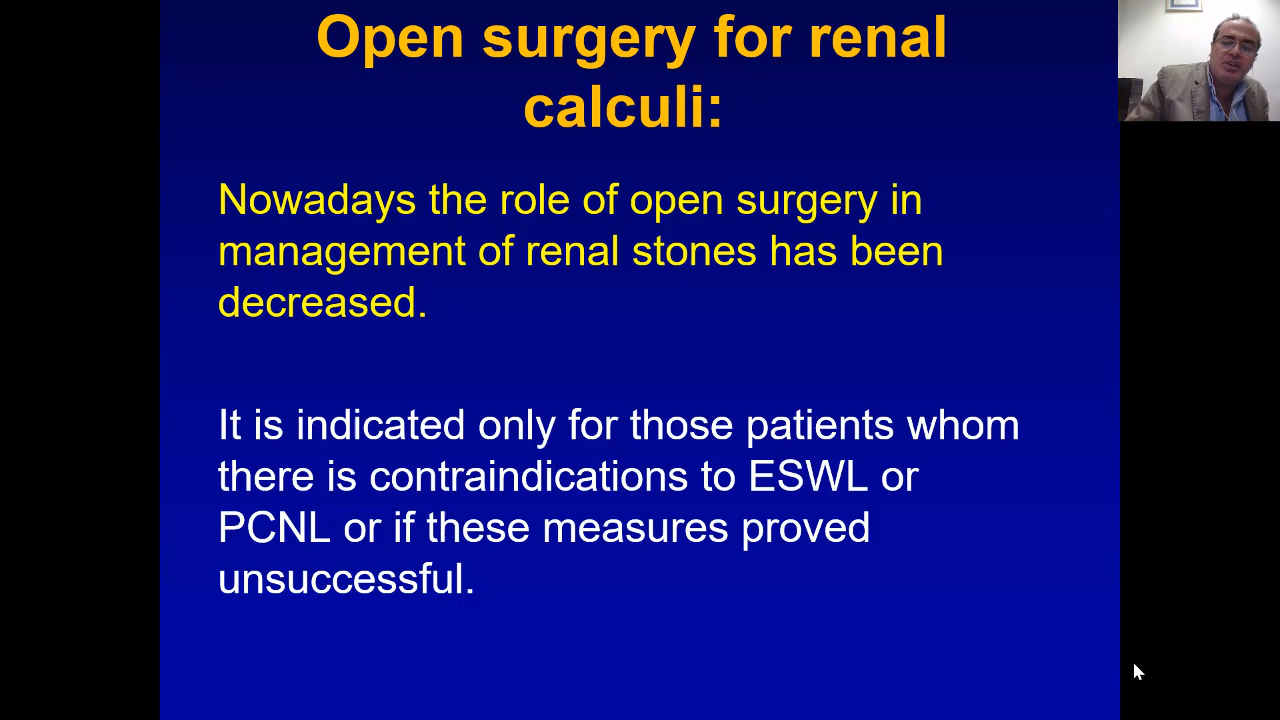 Open surgery for renal
calculi:
Nowadays the role of open surgery in
management of renal stones has been
decreased.
It is indicated only for those patients whom
there is contraindications to ESWL or
PCNL or if these measures proved
unsuccessful.